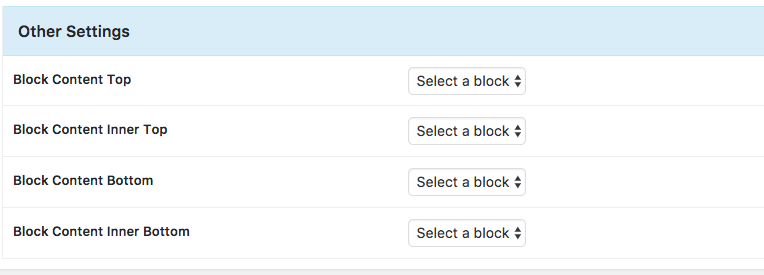 Other Settings
Block Content Top Select a block
Block Content Inner Top Select a block
Block Content Bottom Select a block
Block Content Inner Bottom Select a block